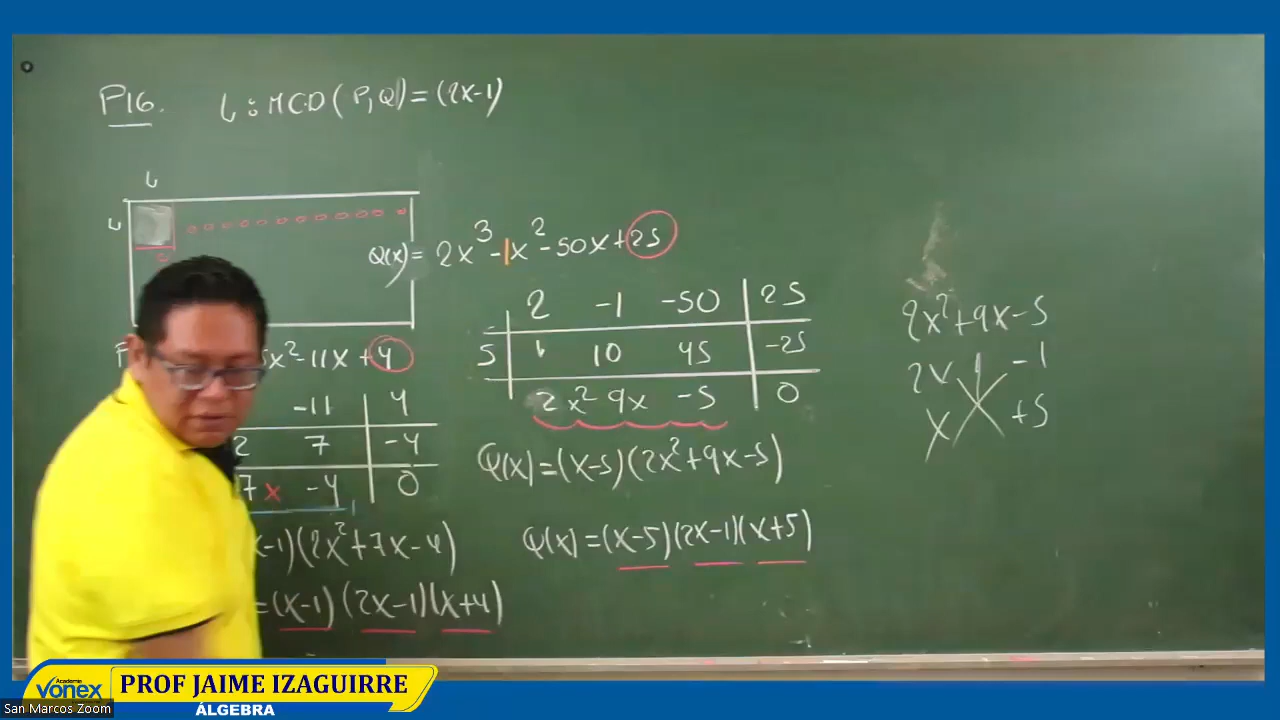 P16. L : MCD(P,Q)=(2x-1)
L
L
Q(x)= 2x³-1x²-50x+25
x²-11x+4
-11 4
2 7 -4
7x -4 0
x-1)(2x²+7x-4)
=(x-1)(2x-1)(x+4)
2 -1 -50 25
5 ↓ 10 45 -25
2x² 9x -5 0
Q(x)=(x-5)(2x²+9x-5)
Q(x)=(x-5)(2x-1)(x+5)
2x²+9x-5
2x -1
x +5
Academia
vonex
PROF JAIME IZAGUIRRE
ÁLGEBRA
San Marcos Zoom